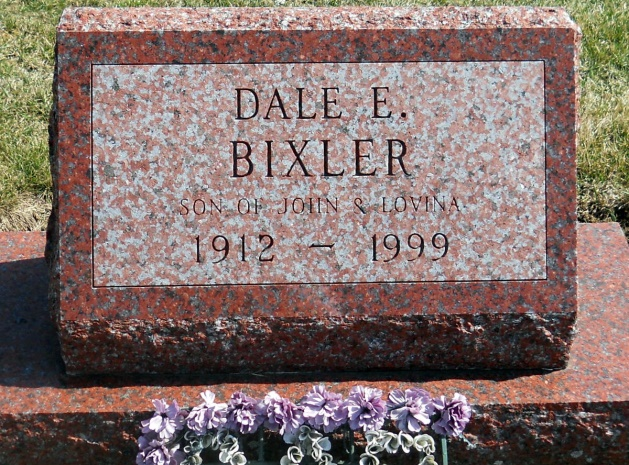 DALE E.
BIXLER
SON OF JOHN & LOVINA
1912 – 1999